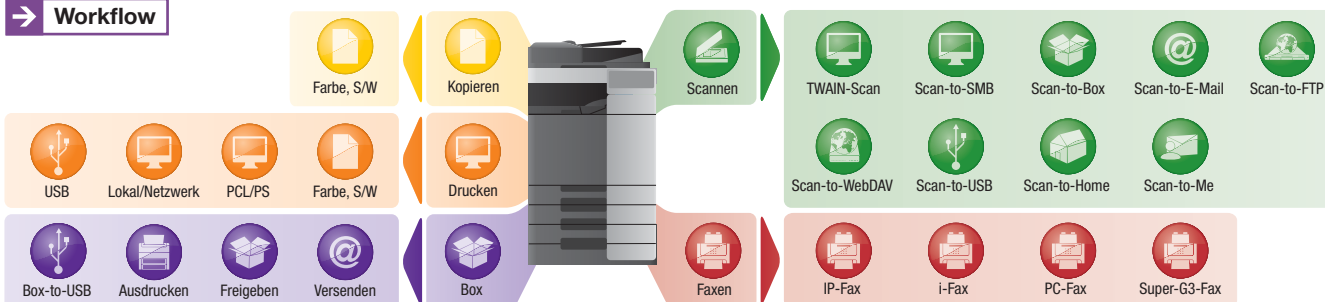 Workflow
Farbe, S/W
Kopieren
Scannen
TWAIN-Scan
Scan-to-SMB
Scan-to-Box
Scan-to-E-Mail
Scan-to-FTP
USB
Lokal/Netzwerk
PCL/PS
Farbe, S/W
Drucken
Scan-to-WebDAV
Scan-to-USB
Scan-to-Home
Scan-to-Me
Box-to-USB
Ausdrucken
Freigeben
Versenden
Box
Faxen
IP-Fax
i-Fax
PC-Fax
Super-G3-Fax